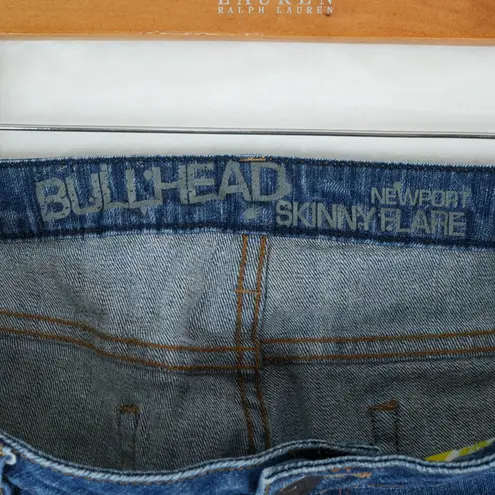 LAUREN
RALPH LAUREN
BULLHEAD
NEWPORT
SKINNY FLARE